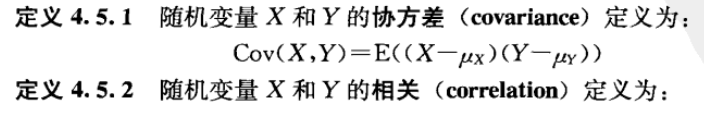 定义 4.5.1 随机变量 X 和 Y 的协方差（covariance）定义为：
Cov(X,Y)=E((X−μX)(Y−μY))
定义 4.5.2 随机变量 X 和 Y 的相关（correlation）定义为：